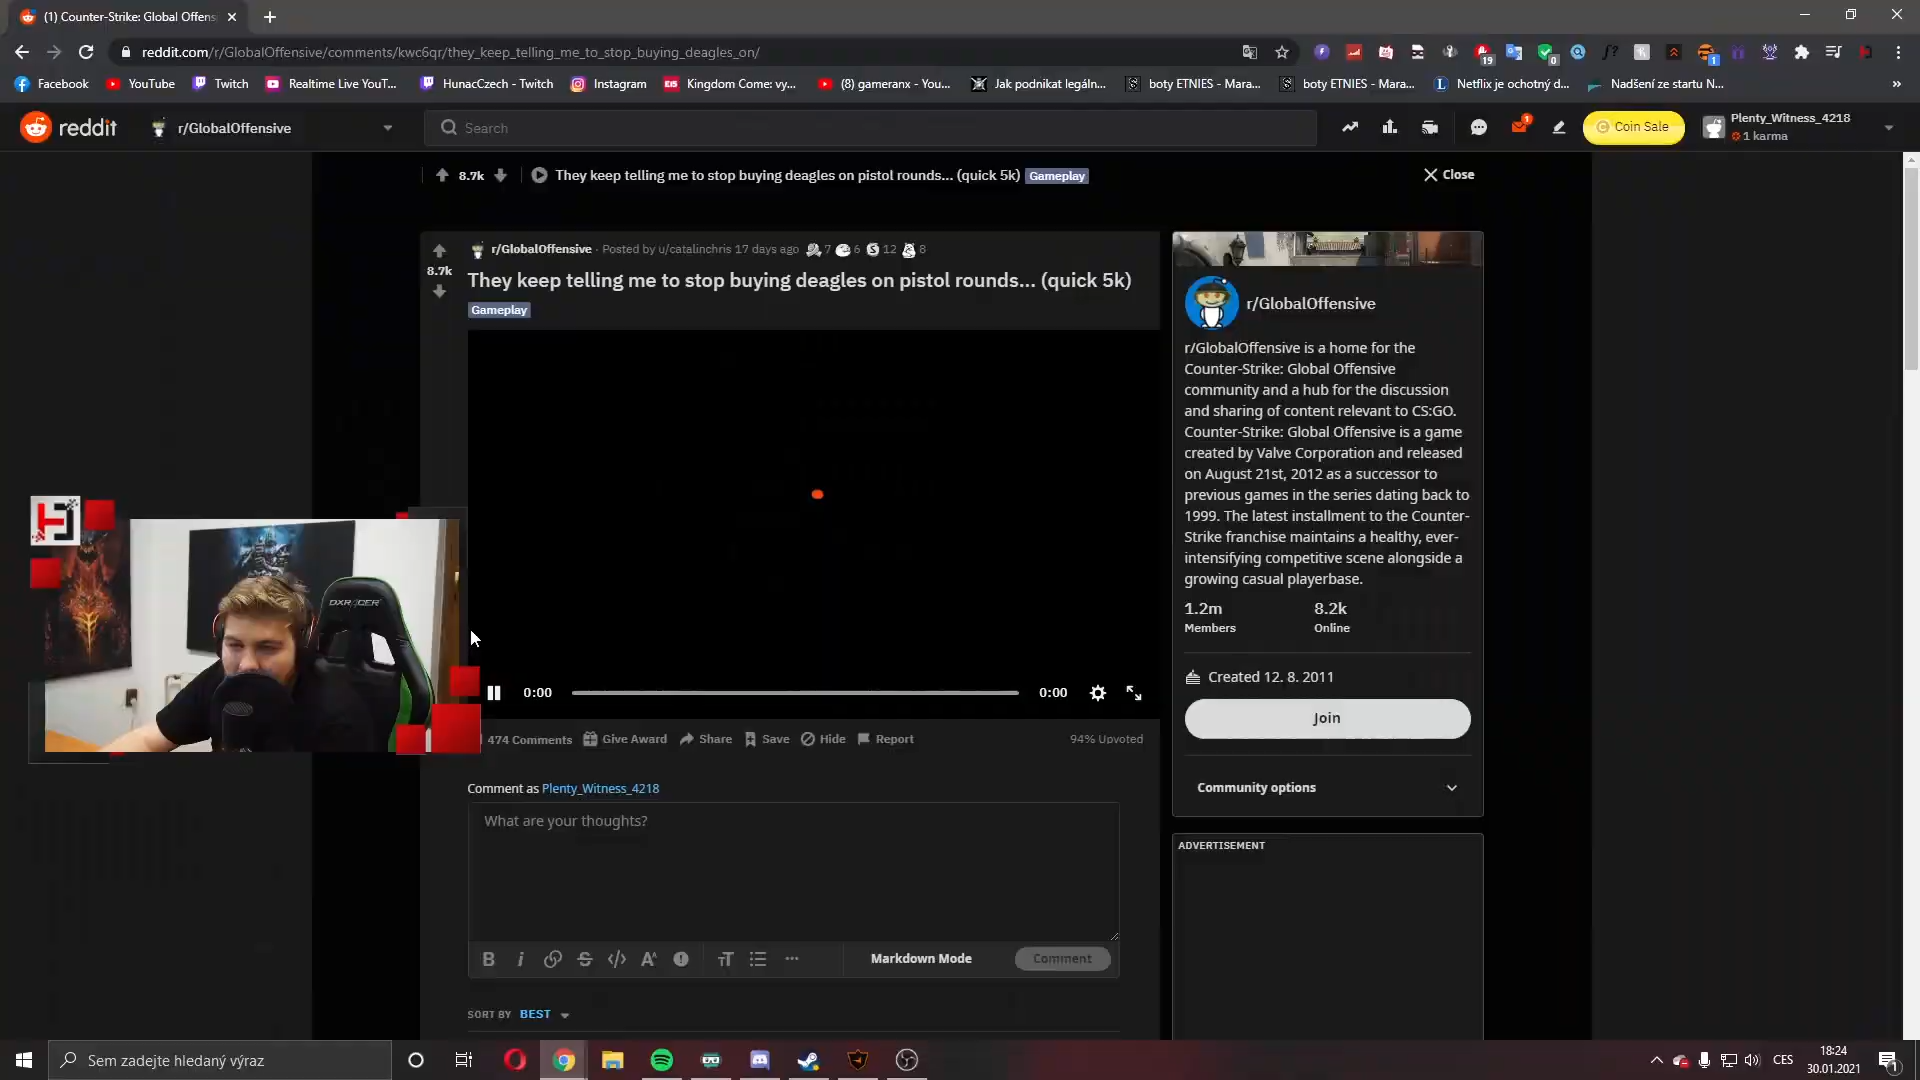 (1) Counter-Strike: Global Offens
reddit.com/r/GlobalOffensive/comments/kwc6qr/they_keep_telling_me_to_stop_buying_deagles_on/
19
0
1
Facebook
YouTube
Twitch
Realtime Live YouT...
HunacCzech - Twitch
Instagram
Kingdom Come: vy...
(8) gameranx - You...
Jak podnikat legáln...
boty ETNIES - Mara...
boty ETNIES - Mara...
Netflix je ochotný d...
Nadšení ze startu N...
»
reddit
r/GlobalOffensive
Search
1
Coin Sale
Plenty_Witness_4218
1 karma
8.7k
They keep telling me to stop buying deagles on pistol rounds... (quick 5k)
Gameplay
Close
8.7k
r/GlobalOffensive · Posted by u/catalinchris 17 days ago 7 6 12 8
They keep telling me to stop buying deagles on pistol rounds... (quick 5k)
Gameplay
0:00
0:00
474 Comments
Give Award
Share
Save
Hide
Report
94% Upvoted
Comment as Plenty_Witness_4218
What are your thoughts?
Markdown Mode
Comment
SORT BY BEST
r/GlobalOffensive
r/GlobalOffensive is a home for the
Counter-Strike: Global Offensive
community and a hub for the discussion
and sharing of content relevant to CS:GO.
Counter-Strike: Global Offensive is a game
created by Valve Corporation and released
on August 21st, 2012 as a successor to
previous games in the series dating back to
1999. The latest installment to the Counter-
Strike franchise maintains a healthy, ever-
intensifying competitive scene alongside a
growing casual playerbase.
1.2m
Members
8.2k
Online
Created 12. 8. 2011
Join
Community options
ADVERTISEMENT
DXRACER
Sem zadejte hledaný výraz
CES
18:24
30.01.2021
1